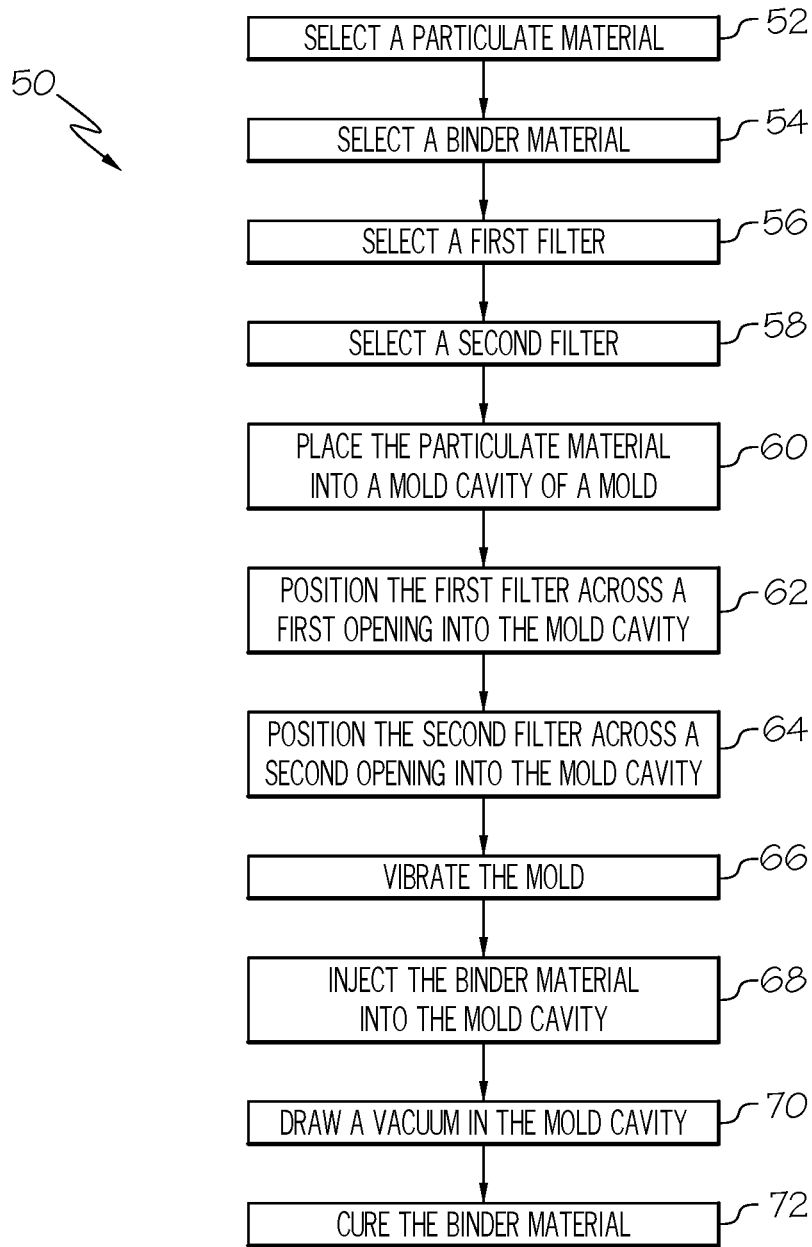 50
SELECT A PARTICULATE MATERIAL
52
SELECT A BINDER MATERIAL
54
SELECT A FIRST FILTER
56
SELECT A SECOND FILTER
58
PLACE THE PARTICULATE MATERIAL
INTO A MOLD CAVITY OF A MOLD
60
POSITION THE FIRST FILTER ACROSS A
FIRST OPENING INTO THE MOLD CAVITY
62
POSITION THE SECOND FILTER ACROSS A
SECOND OPENING INTO THE MOLD CAVITY
64
VIBRATE THE MOLD
66
INJECT THE BINDER MATERIAL
INTO THE MOLD CAVITY
68
DRAW A VACUUM IN THE MOLD CAVITY
70
CURE THE BINDER MATERIAL
72